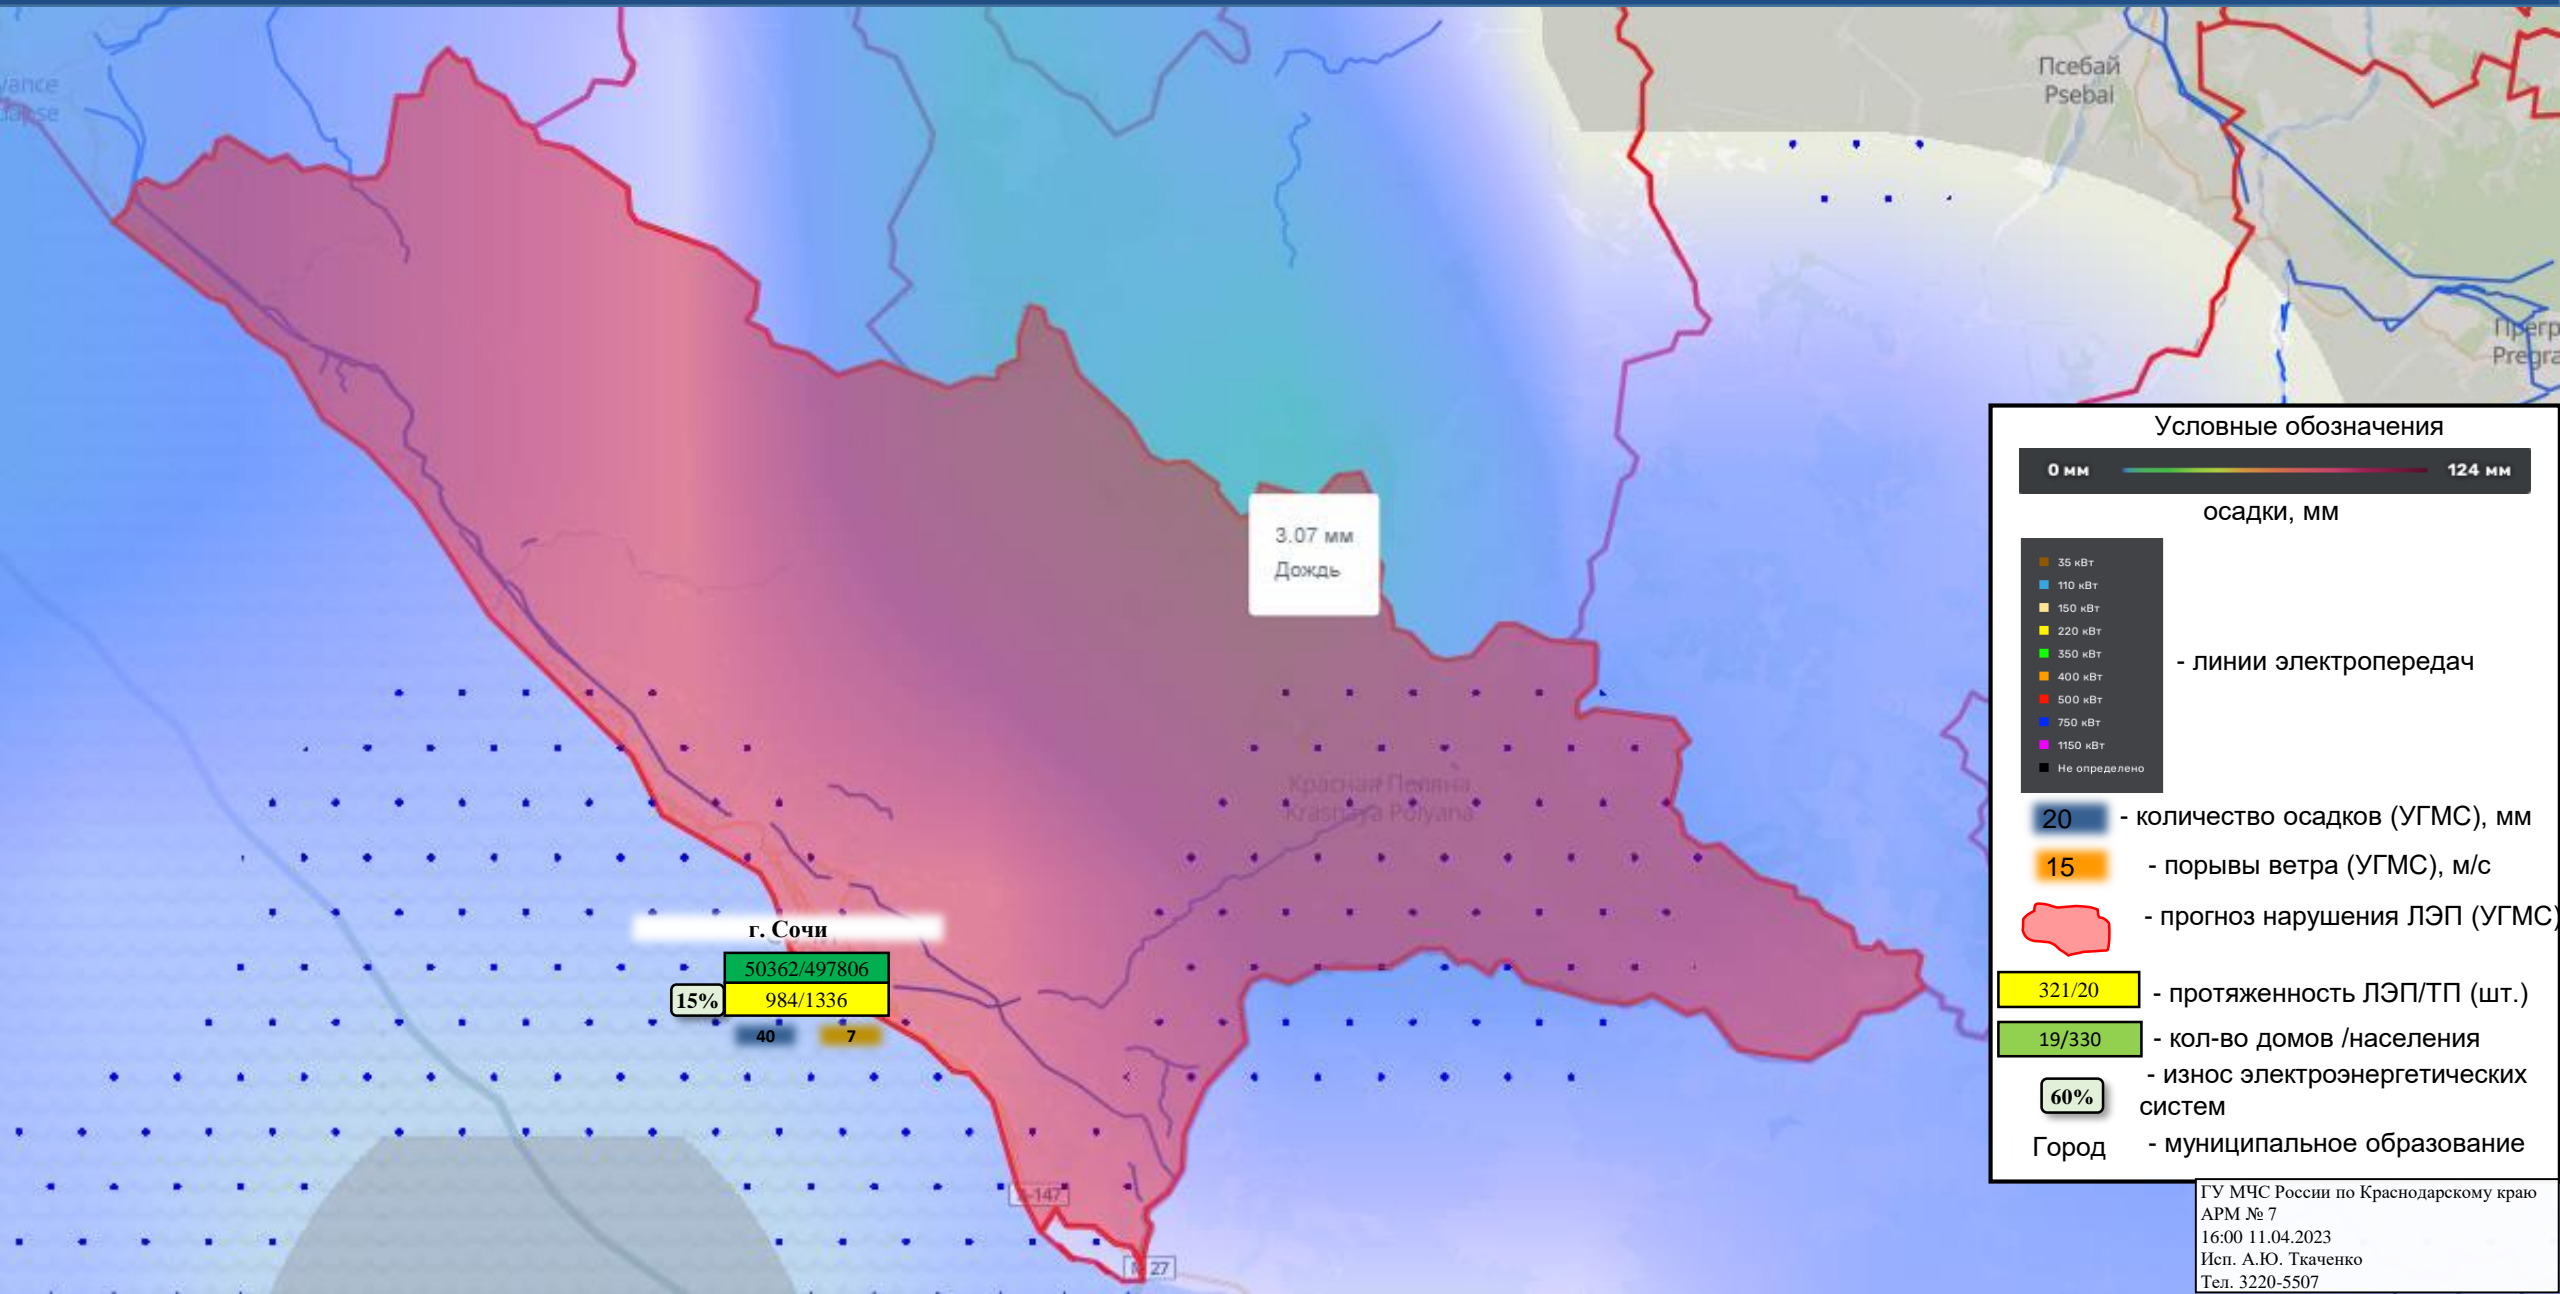 Псебай
Psebai
3.07 мм
Дождь
Красная Поляна
Krasnaya Polyana
г. Сочи
50362/497806
15%
984/1336
40
7
Условные обозначения
0 мм
124 мм
осадки, мм
35 кВт
110 кВт
150 кВт
220 кВт
350 кВт
400 кВт
500 кВт
750 кВт
1150 кВт
Не определено
- линии электропередач
20 - количество осадков (УГМС), мм
15 - порывы ветра (УГМС), м/с
- прогноз нарушения ЛЭП (УГМС)
321/20 - протяженность ЛЭП/ТП (шт.)
19/330 - кол-во домов /населения
60% - износ электроэнергетических
систем
Город - муниципальное образование
ГУ МЧС России по Краснодарскому краю
АРМ № 7
16:00 11.04.2023
Исп. А.Ю. Ткаченко
Тел. 3220-5507